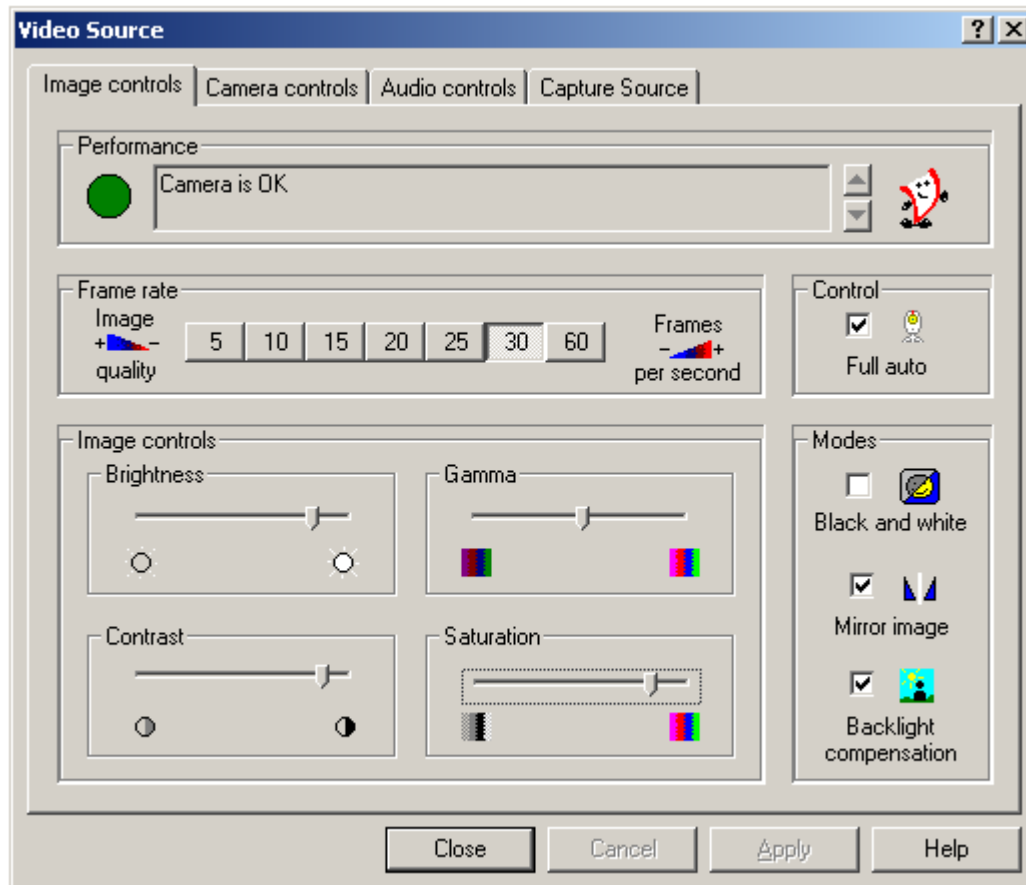 Video Source
Image controls Camera controls Audio controls Capture Source
Performance
Camera is OK
Frame rate
Image
quality
5 10 15 20 25 30 60
Frames
per second
Control
Full auto
Image controls
Brightness
Gamma
Contrast
Saturation
Modes
Black and white
Mirror image
Backlight
compensation
Close Cancel Apply Help